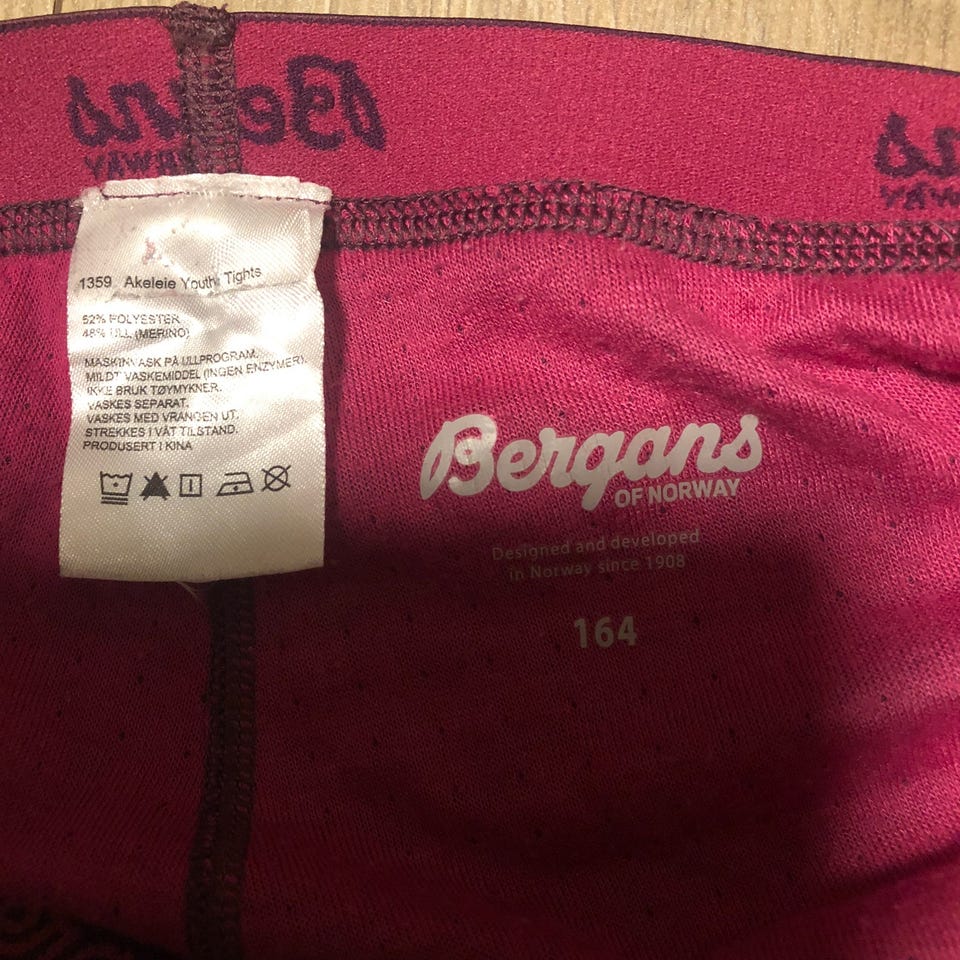 Bergans
NORWAY
1359 Akeleie Youth Tights
52% POLYESTER
48% ULL (MERINO)
MASKINVASK PÅ ULLPROGRAM.
MILDT VASKEMIDDEL (INGEN ENZYMER).
IKKE BRUK TØYMYKNER.
VASKES SEPARAT.
VASKES MED VRANGEN UT.
STREKKES I VÅT TILSTAND.
PRODUSERT I KINA
Bergans
OF NORWAY
Designed and developed
in Norway since 1908
164